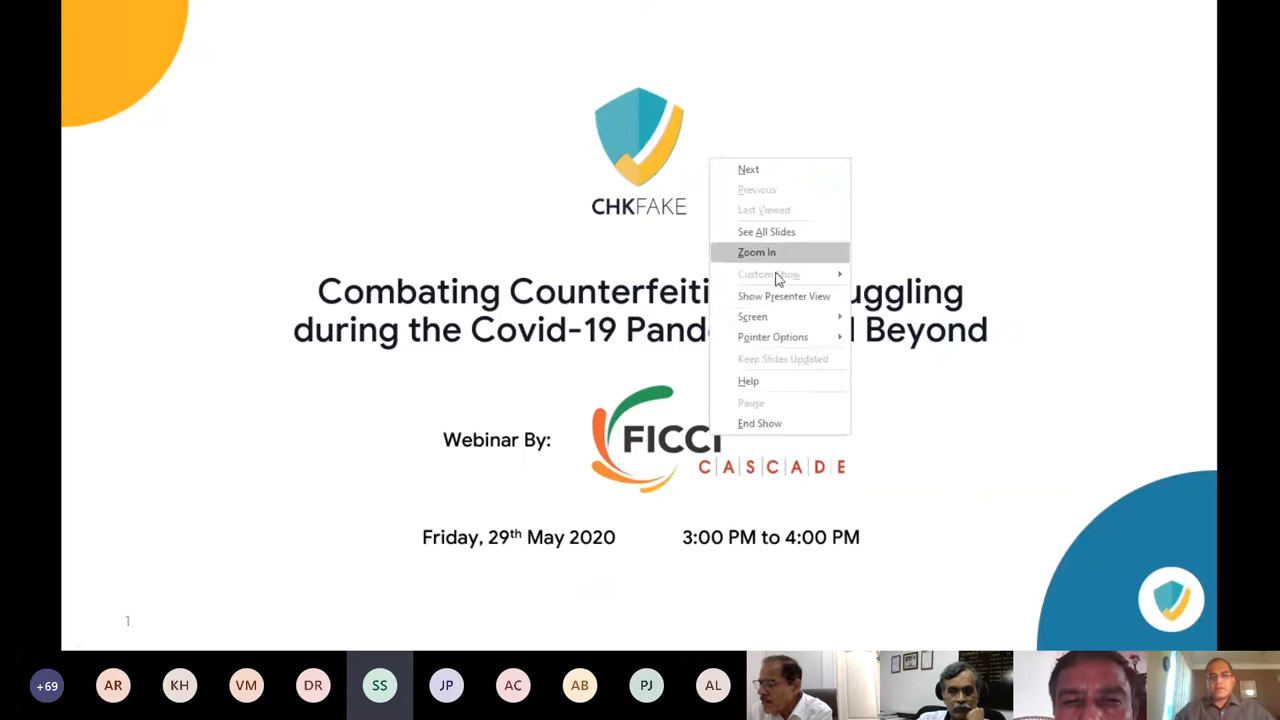 CHKFAKE
Next
Previous
Last Viewed
See All Slides
Zoom In
Custom Show
Show Presenter View
Screen
Pointer Options
Keep Slides Updated
Help
Pause
End Show
Combating Counterfeiti uggling
during the Covid-19 Pand Beyond
Webinar By:
FICCI
C|A|S|C|A|D|E
Friday, 29th May 2020 3:00 PM to 4:00 PM
1
+69 AR KH VM DR SS JP AC AB PJ AL